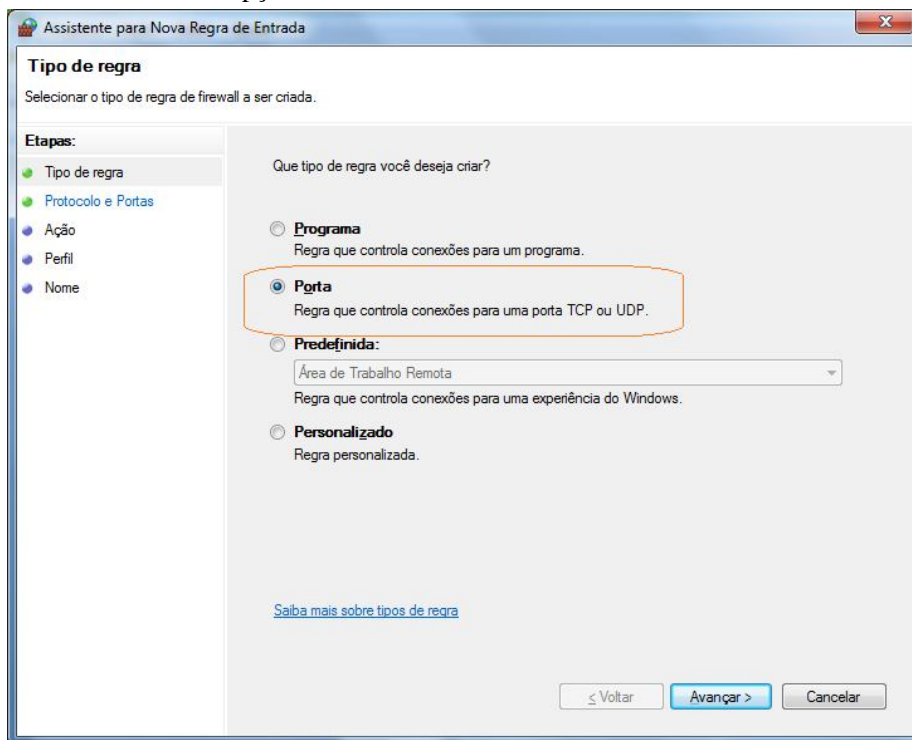 Assistente para Nova Regra de Entrada
Tipo de regra
Selecionar o tipo de regra de firewall a ser criada.
Etapas:
Tipo de regra
Protocolo e Portas
Ação
Perfil
Nome
Que tipo de regra você deseja criar?
Programa
Regra que controla conexões para um programa.
Porta
Regra que controla conexões para uma porta TCP ou UDP.
Predefinida:
Área de Trabalho Remota
Regra que controla conexões para uma experiência do Windows.
Personalizado
Regra personalizada.
Saiba mais sobre tipos de regra
< Voltar
Avançar >
Cancelar